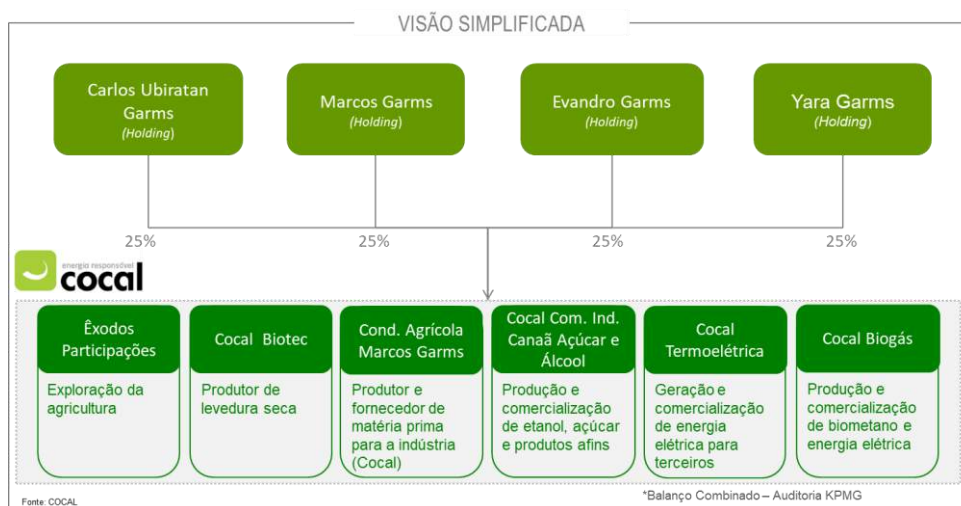 VISÃO SIMPLIFICADA
Carlos Ubiratan
Garms
(Holding)
Marcos Garms
(Holding)
Evandro Garms
(Holding)
Yara Garms
(Holding)
25%
25%
25%
25%
energia responsável
cocal
Êxodos
Participações
Exploração da
agricultura
Cocal Biotec
Produtor de
levedura seca
Cond. Agrícola
Marcos Garms
Produtor e
fornecedor de
matéria prima
para a indústria
(Cocal)
Cocal Com. Ind.
Canaã Açúcar e
Álcool
Produção e
comercialização
de etanol, açúcar
e produtos afins
Cocal
Termoelétrica
Geração e
comercialização
de energia
elétrica para
terceiros
Cocal Biogás
Produção e
comercialização
de biometano e
energia elétrica
Fonte: COCAL
*Balanço Combinado – Auditoria KPMG